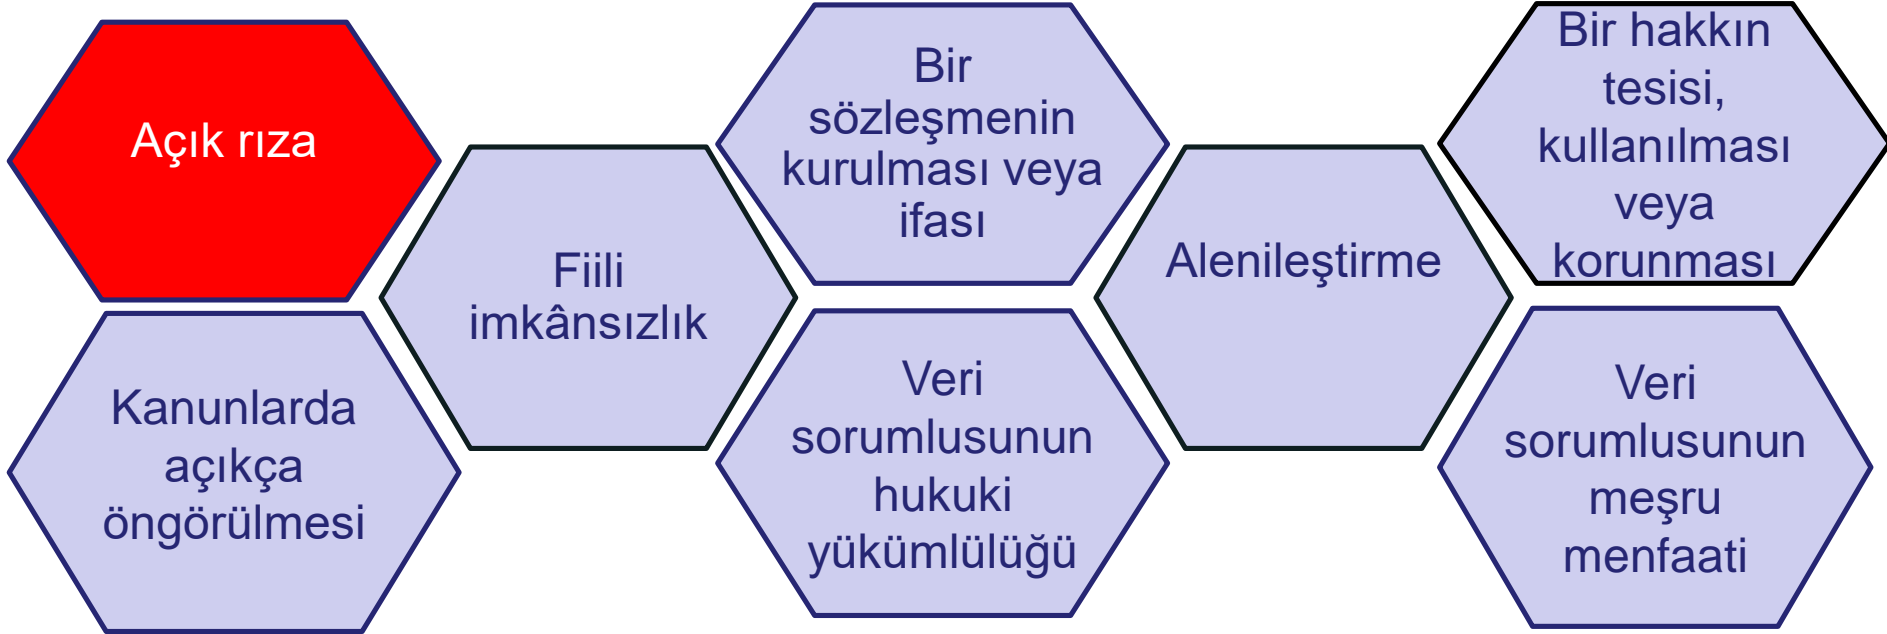 Açık rıza
Kanunlarda
açıkça
öngörülmesi
Fiili
imkânsızlık
Bir
sözleşmenin
kurulması veya
ifası
Veri
sorumlusunun
hukuki
yükümlülüğü
Alenileştirme
Bir hakkın
tesisi,
kullanılması
veya
korunması
Veri
sorumlusunun
meşru
menfaati